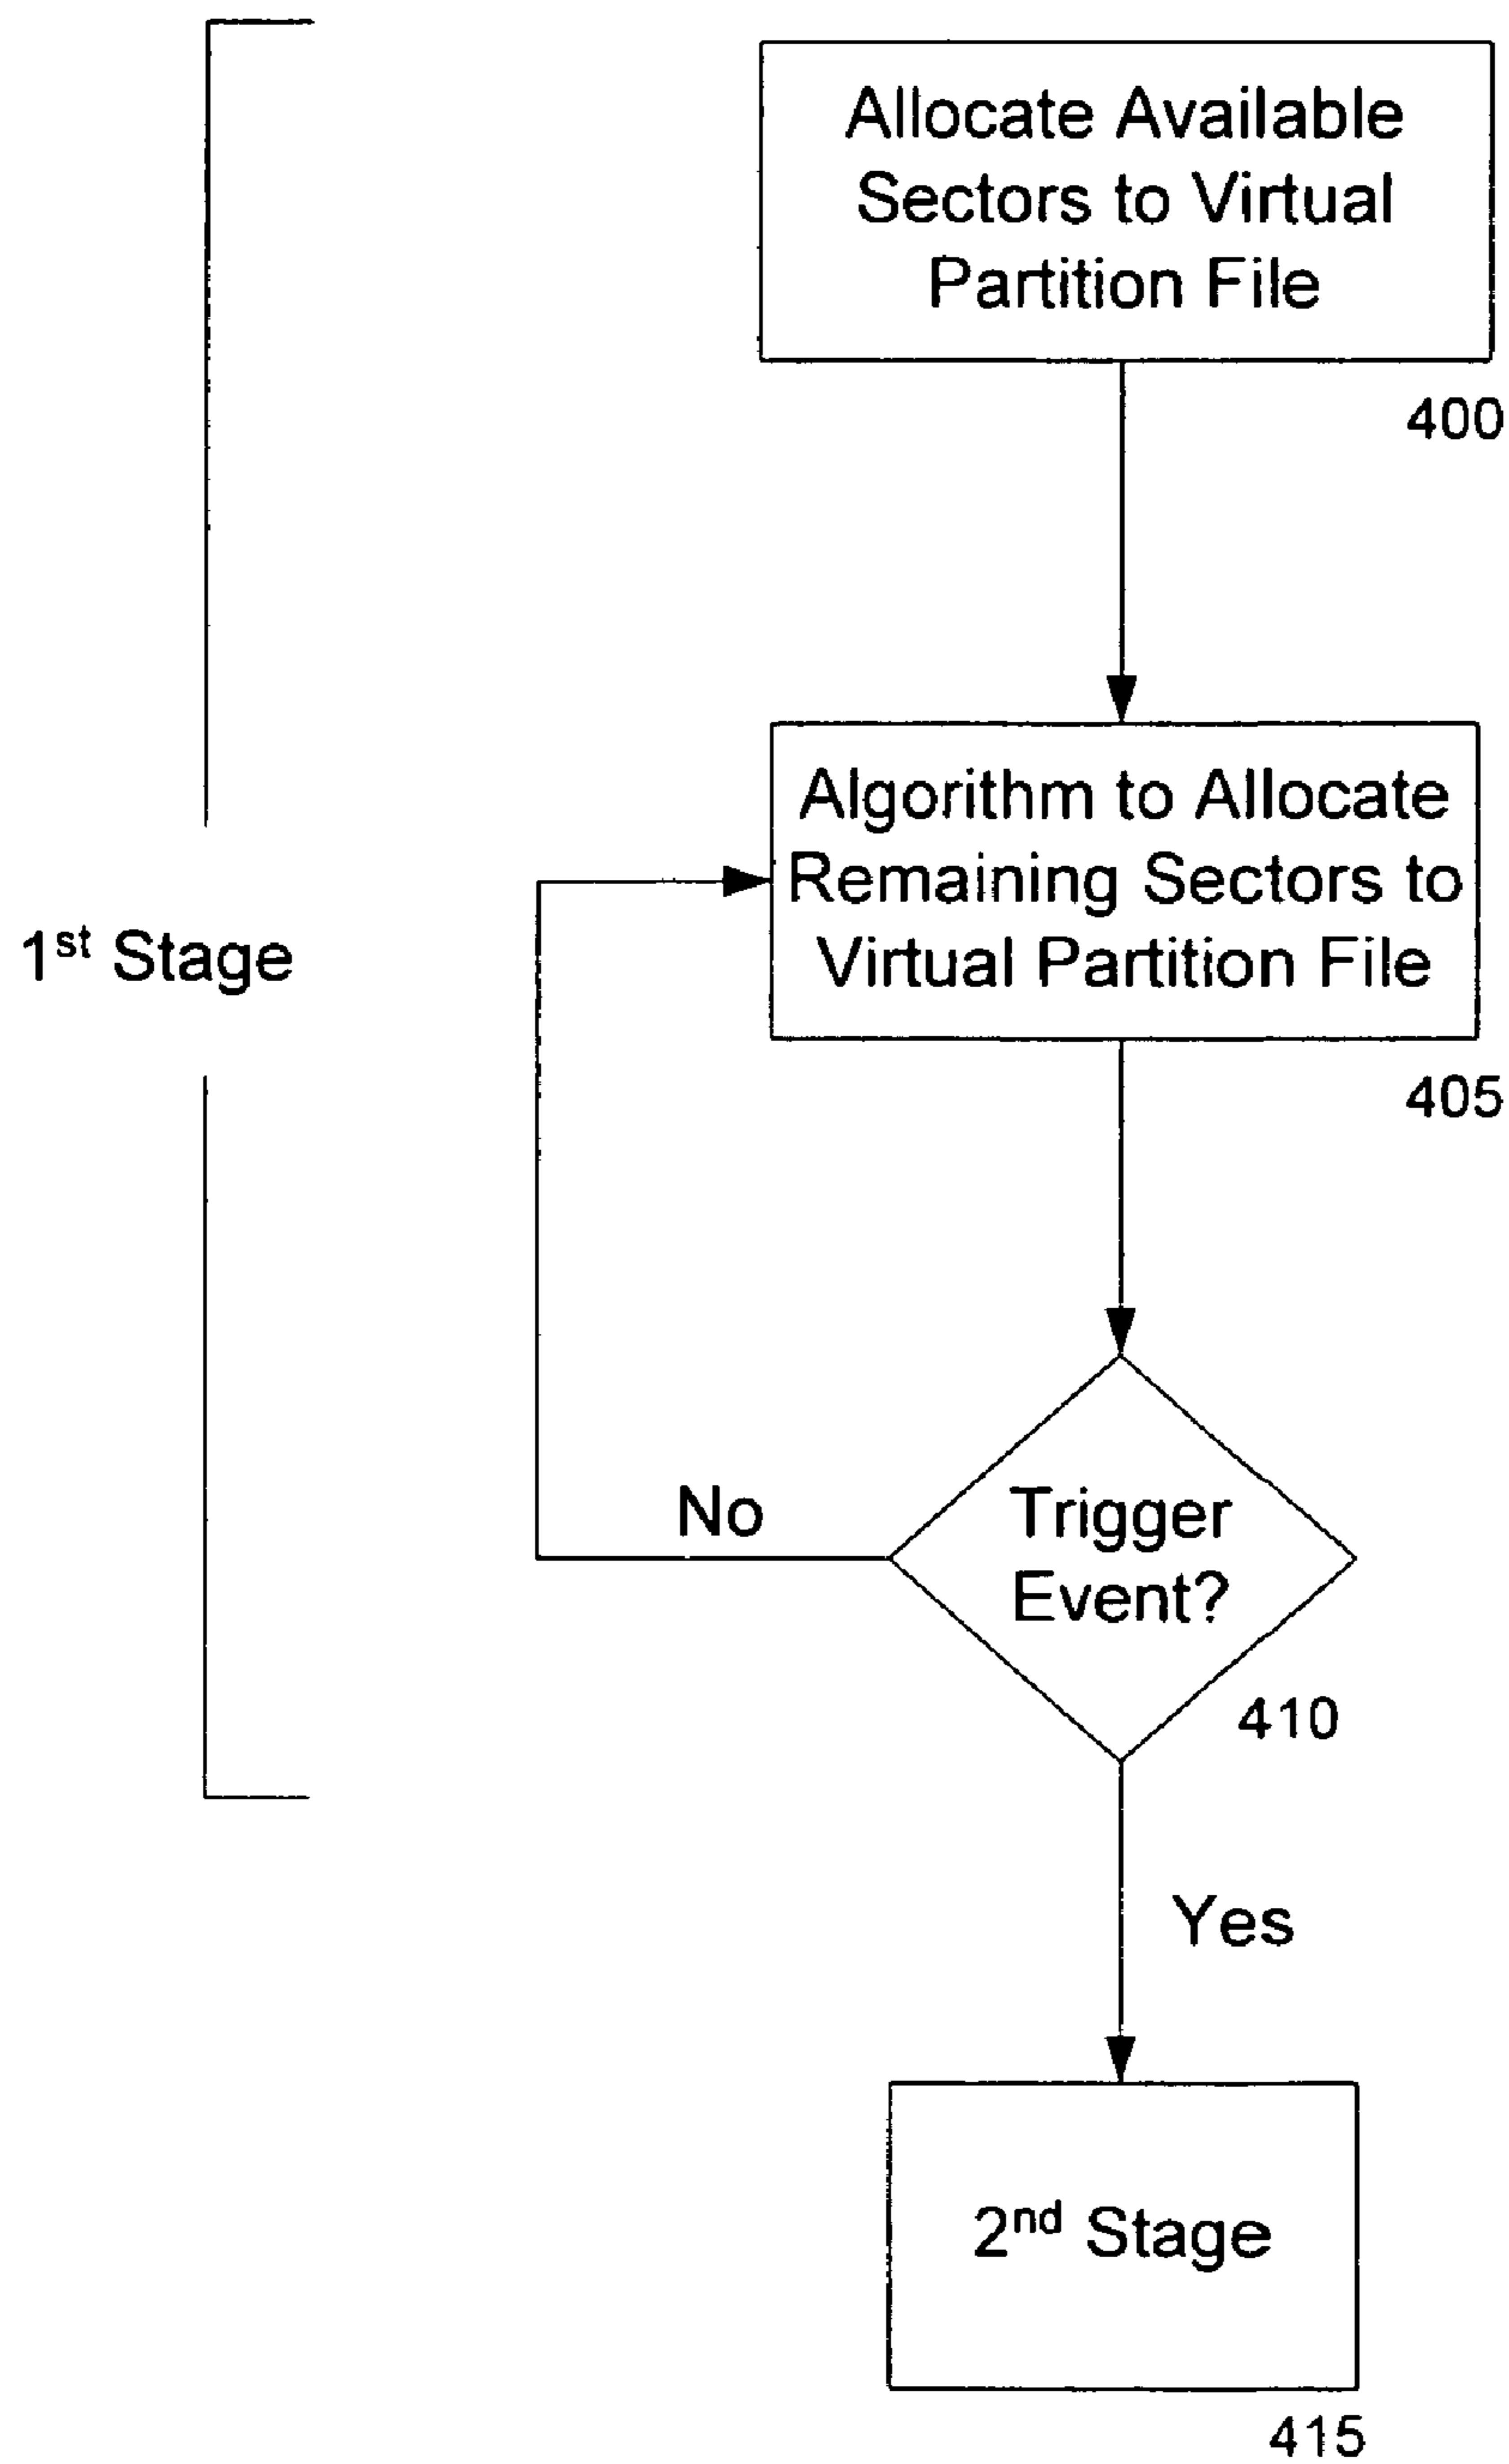 Allocate Available
Sectors to Virtual
Partition File
400
Algorithm to Allocate
Remaining Sectors to
Virtual Partition File
405
1st Stage
No
Trigger
Event?
410
Yes
2nd Stage
415